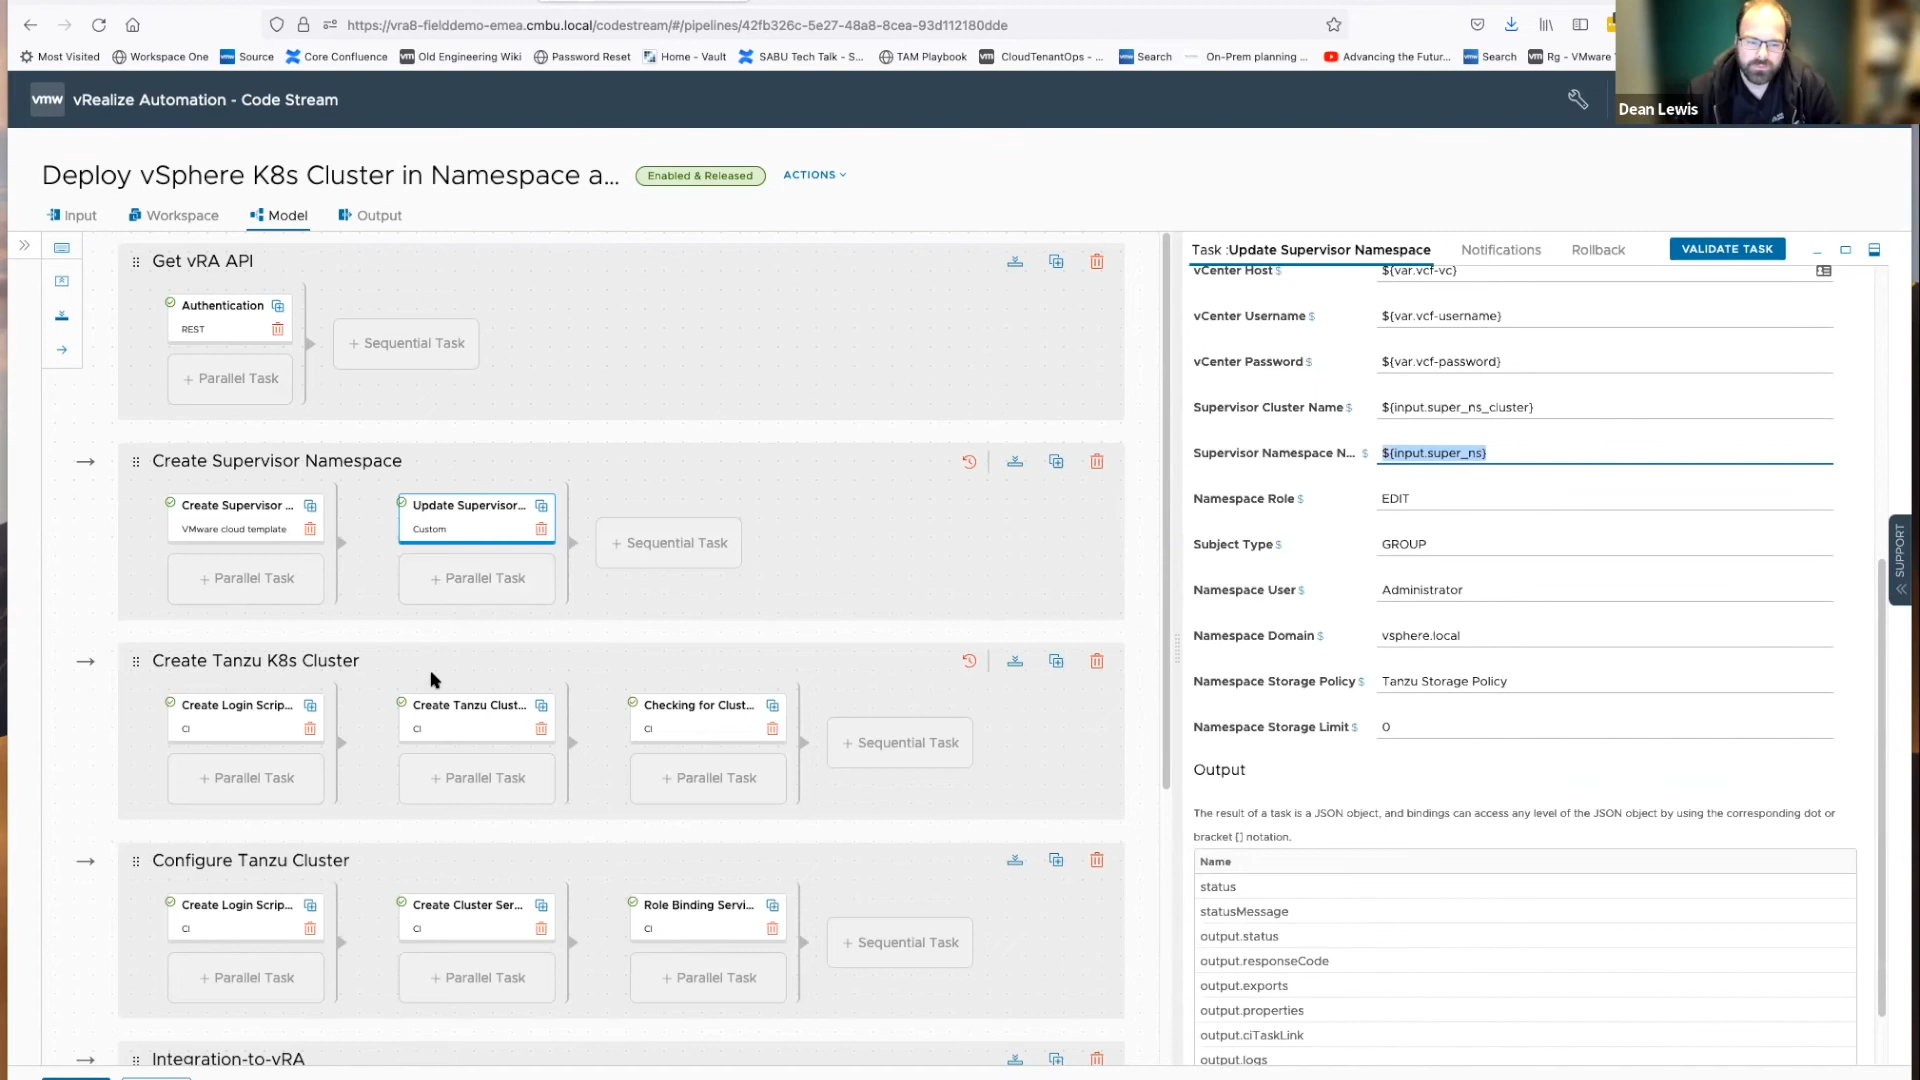 https://vra8-fielddemo-emea.cmbu.local/codestream/#/pipelines/42fb326c-5e27-48a8-8cea-93d112180dde
Most Visited Workspace One Source Core Confluence Old Engineering Wiki Password Reset Home - Vault SABU Tech Talk - S... TAM Playbook CloudTenantOps - ... Search On-Prem planning ... Advancing the Futur... Search Rg - VMware
Dean Lewis
vmw vRealize Automation - Code Stream
Deploy vSphere K8s Cluster in Namespace a... Enabled & Released ACTIONS
Input Workspace Model Output
Get vRA API
Authentication
REST
+ Sequential Task
+ Parallel Task
Create Supervisor Namespace
Create Supervisor ...
VMware cloud template
Update Supervisor...
Custom
+ Sequential Task
+ Parallel Task
+ Parallel Task
Create Tanzu K8s Cluster
Create Login Scrip...
CI
Create Tanzu Clust...
CI
Checking for Clust...
CI
+ Sequential Task
+ Parallel Task
+ Parallel Task
+ Parallel Task
Configure Tanzu Cluster
Create Login Scrip...
CI
Create Cluster Ser...
CI
Role Binding Servi...
CI
+ Sequential Task
+ Parallel Task
+ Parallel Task
+ Parallel Task
Integration-to-vRA
Task :Update Supervisor Namespace Notifications Rollback VALIDATE TASK
vCenter Host $ ${var.vcf-vc}
vCenter Username $ ${var.vcf-username}
vCenter Password $ ${var.vcf-password}
Supervisor Cluster Name $ ${input.super_ns_cluster}
Supervisor Namespace N... $ ${input.super_ns}
Namespace Role $ EDIT
Subject Type $ GROUP
Namespace User $ Administrator
Namespace Domain $ vsphere.local
Namespace Storage Policy $ Tanzu Storage Policy
Namespace Storage Limit $ 0
Output
The result of a task is a JSON object, and bindings can access any level of the JSON object by using the corresponding dot or
bracket [] notation.
Name
status
statusMessage
output.status
output.responseCode
output.exports
output.properties
output.ciTaskLink
output.logs
SUPPORT